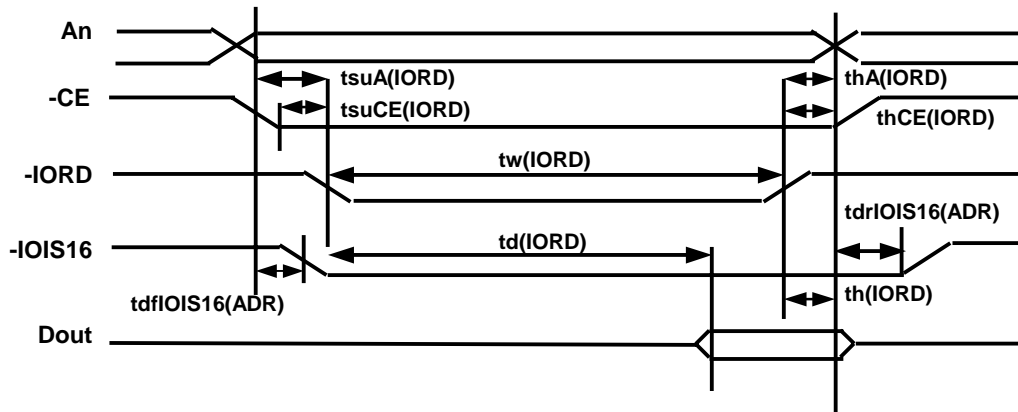 An
tsuA(IORD)
thA(IORD)
-CE
tsuCE(IORD)
thCE(IORD)
tw(IORD)
-IORD
tdrIOIS16(ADR)
-IOIS16
td(IORD)
tdfIOIS16(ADR)
th(IORD)
Dout